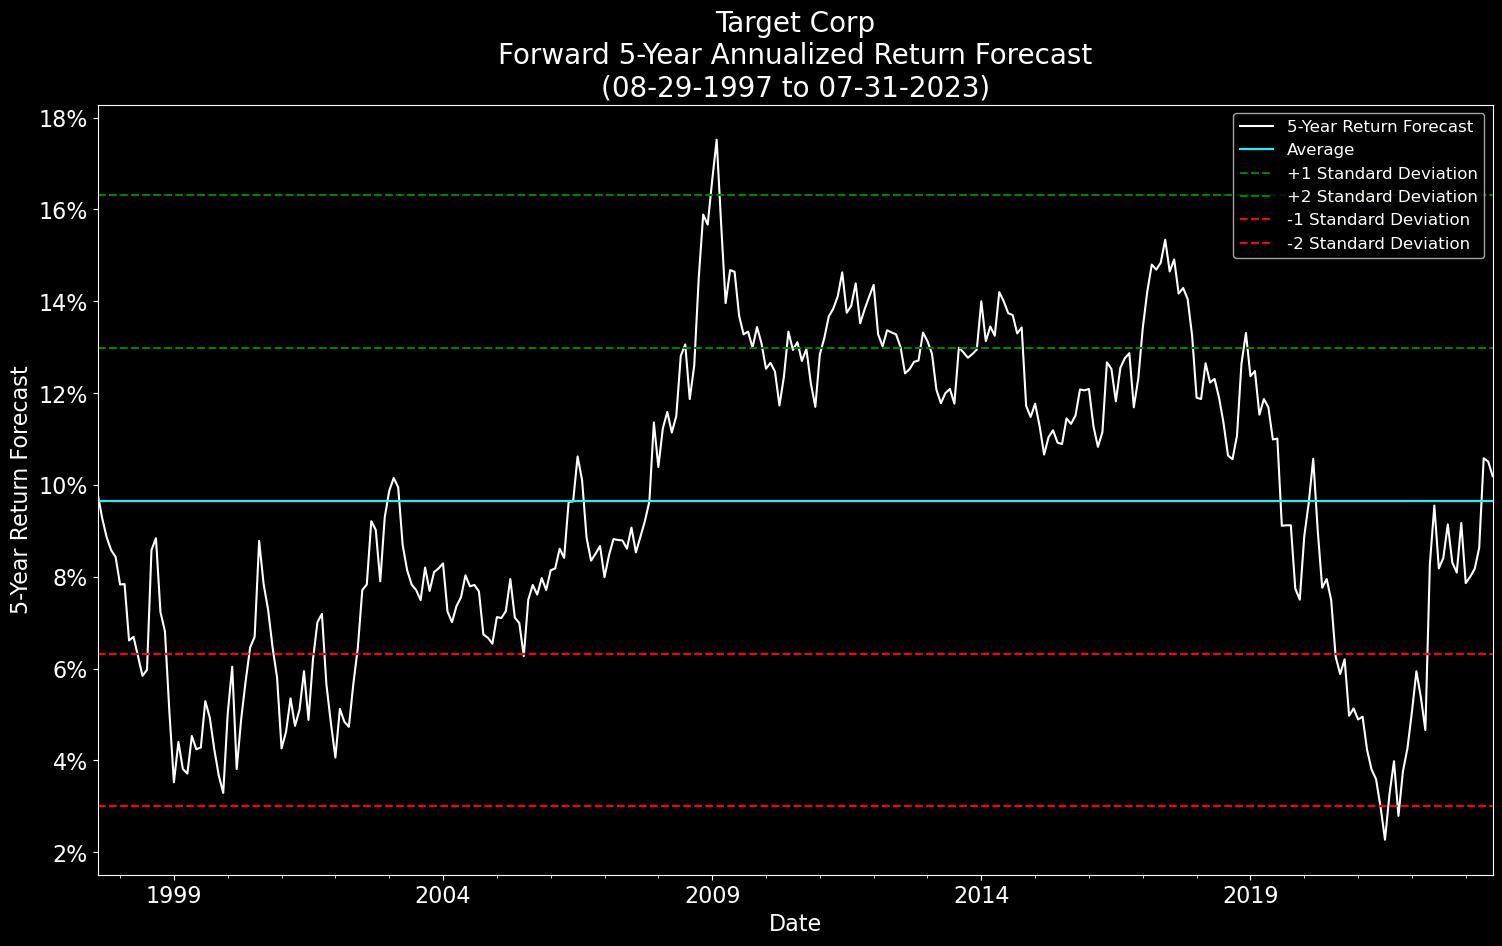 Target Corp
Forward 5-Year Annualized Return Forecast
(08-29-1997 to 07-31-2023)
18%
16%
14%
12%
10%
8%
6%
4%
2%
5-Year Return Forecast
5-Year Return Forecast
Average
+1 Standard Deviation
+2 Standard Deviation
-1 Standard Deviation
-2 Standard Deviation
1999 2004 2009 2014 2019
Date